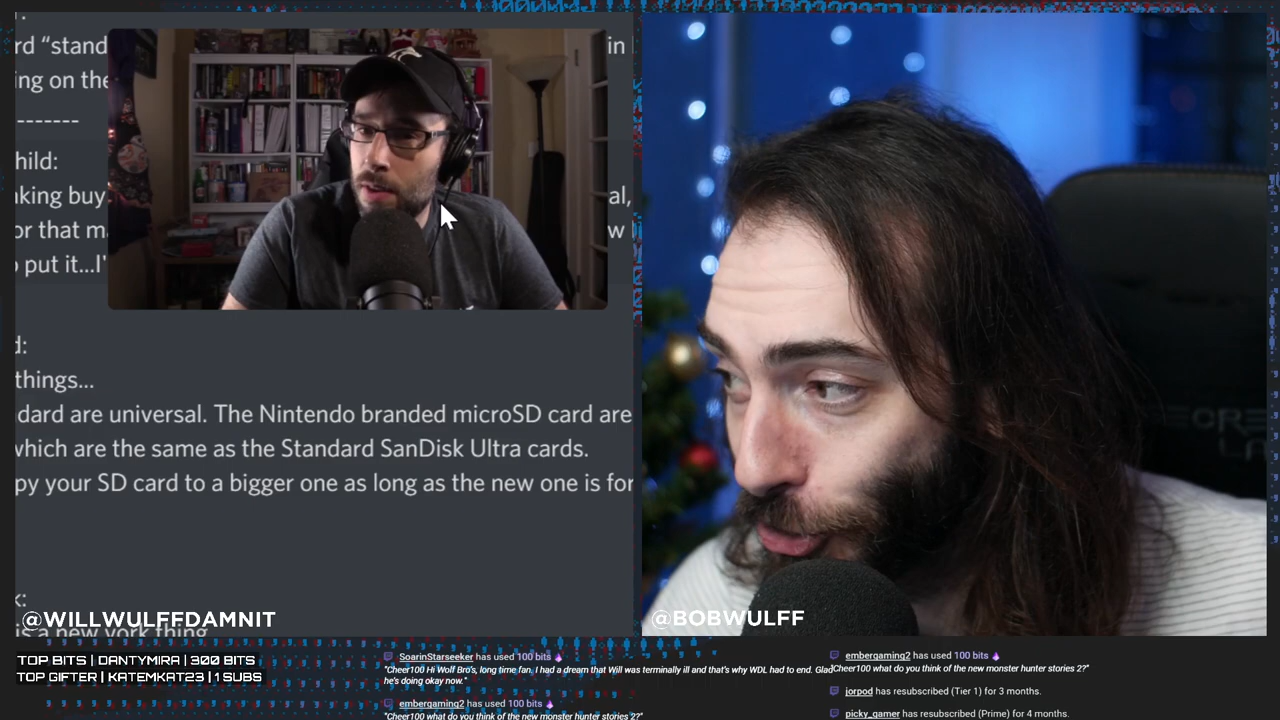 rd “stand
in
ing on the
--------
hild:
aking buy
al,
or that m
w
o put it...I'
d:
things...
dard are universal. The Nintendo branded microSD card are
which are the same as the Standard SanDisk Ultra cards.
py your SD card to a bigger one as long as the new one is for
k:
is a new york thing
@WILLWULFFDAMNIT
@BOBWULFF
TOP BITS | DANTYMIRA | 300 BITS
TOP GIFTER | KATEMKAT23 | 1 SUBS
SoarinStarseeker has used 100 bits
"Cheer100 Hi Wolf Bro's, long time fan. I had a dream that Will was terminally ill and that's why WDL had to end. Glad
he's doing okay now."
embergaming2 has used 100 bits
"Cheer100 what do you think of the new monster hunter stories 2?"
embergaming2 has used 100 bits
"Cheer100 what do you think of the new monster hunter stories 2?"
jorpod has resubscribed (Tier 1) for 3 months.
picky_gamer has resubscribed (Prime) for 4 months.